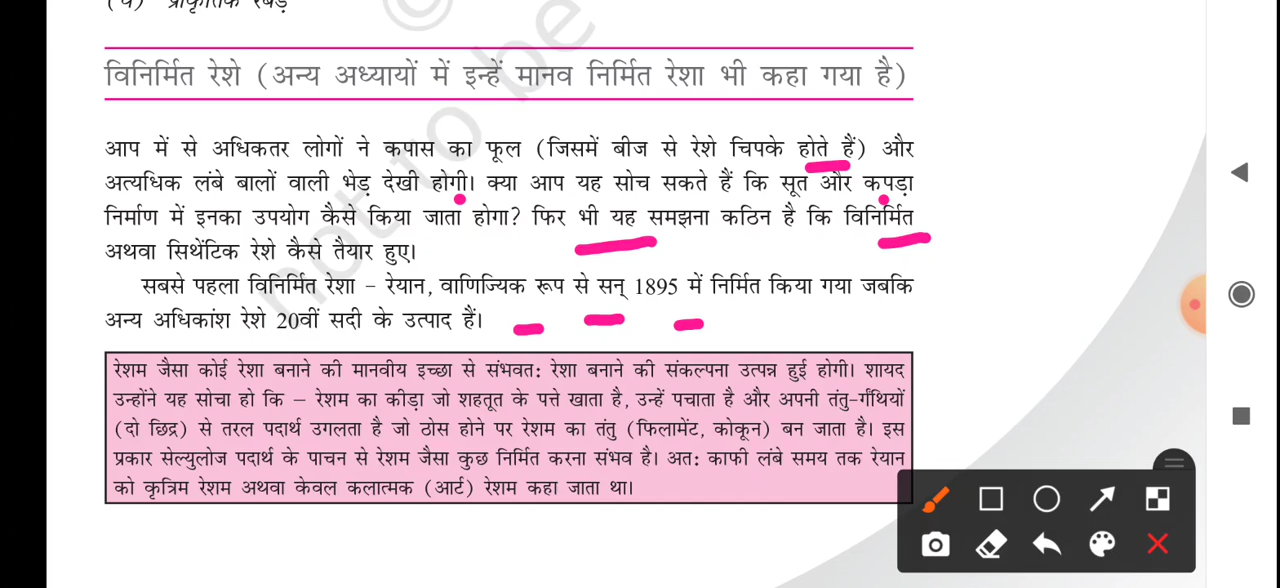 (च) प्राकृतिक रबड़
विनिर्मित रेशे (अन्य अध्यायों में इन्हें मानव निर्मित रेशा भी कहा गया है)
आप में से अधिकतर लोगों ने कपास का फूल (जिसमें बीज से रेशे चिपके होते हैं) और
अत्यधिक लंबे बालों वाली भेड़ देखी होगी। क्या आप यह सोच सकते हैं कि सूत और कपड़ा
निर्माण में इनका उपयोग कैसे किया जाता होगा? फिर भी यह समझना कठिन है कि विनिर्मित
अथवा सिथेंटिक रेशे कैसे तैयार हुए।
सबसे पहला विनिर्मित रेशा – रेयान, वाणिज्यिक रूप से सन् 1895 में निर्मित किया गया जबकि
अन्य अधिकांश रेशे 20वीं सदी के उत्पाद हैं।
रेशम जैसा कोई रेशा बनाने की मानवीय इच्छा से संभवत: रेशा बनाने की संकल्पना उत्पन्न हुई होगी। शायद
उन्होंने यह सोचा हो कि – रेशम का कीड़ा जो शहतूत के पत्ते खाता है, उन्हें पचाता है और अपनी तंतु-र्गंथियों
(दो छिद्र) से तरल पदार्थ उगलता है जो ठोस होने पर रेशम का तंतु (फिलामेंट, कोकून) बन जाता है। इस
प्रकार सेल्युलोज पदार्थ के पाचन से रेशम जैसा कुछ निर्मित करना संभव है। अत: काफी लंबे समय तक रेयान
को कृत्रिम रेशम अथवा केवल कलात्मक (आर्ट) रेशम कहा जाता था।
© not to be